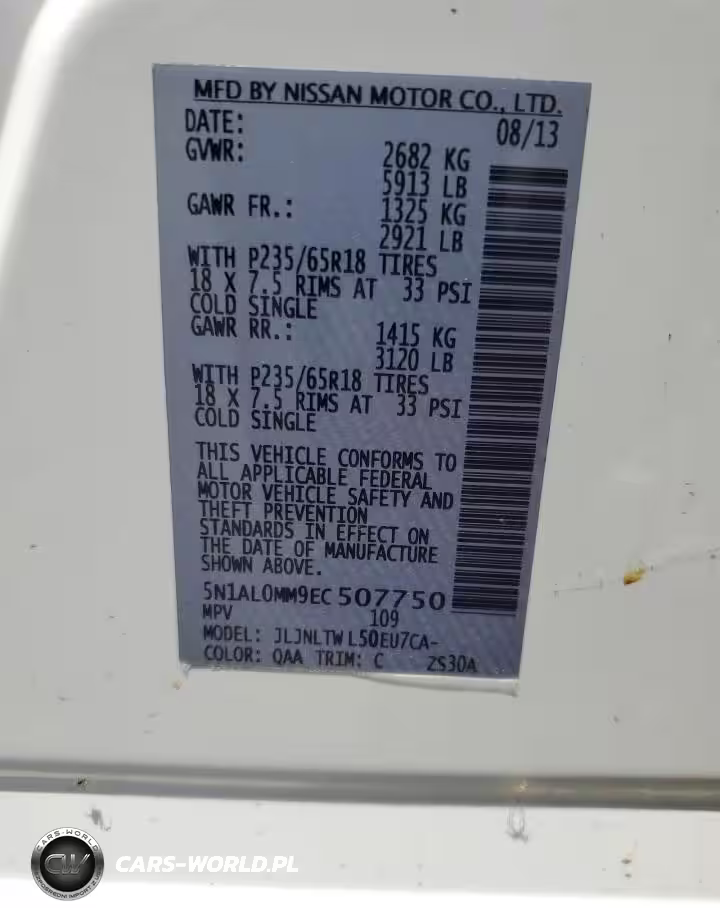 MFD BY NISSAN MOTOR CO., LTD.
DATE: 08/13
GVWR: 2682 KG
5913 LB
GAWR FR.: 1325 KG
2921 LB
WITH P235/65R18 TIRES
18 X 7.5 RIMS AT 33 PSI
COLD SINGLE
GAWR RR.: 1415 KG
3120 LB
WITH P235/65R18 TIRES
18 X 7.5 RIMS AT 33 PSI
COLD SINGLE
THIS VEHICLE CONFORMS TO
ALL APPLICABLE FEDERAL
MOTOR VEHICLE SAFETY AND
THEFT PREVENTION
STANDARDS IN EFFECT ON
THE DATE OF MANUFACTURE
SHOWN ABOVE.
5N1AL0MM9EC507750
MPV 109
MODEL: JLJNLTWL50EU7CA-
COLOR: QAA TRIM: C ZS30A
CARS-WORLD
CW
CARS-WORLD.PL